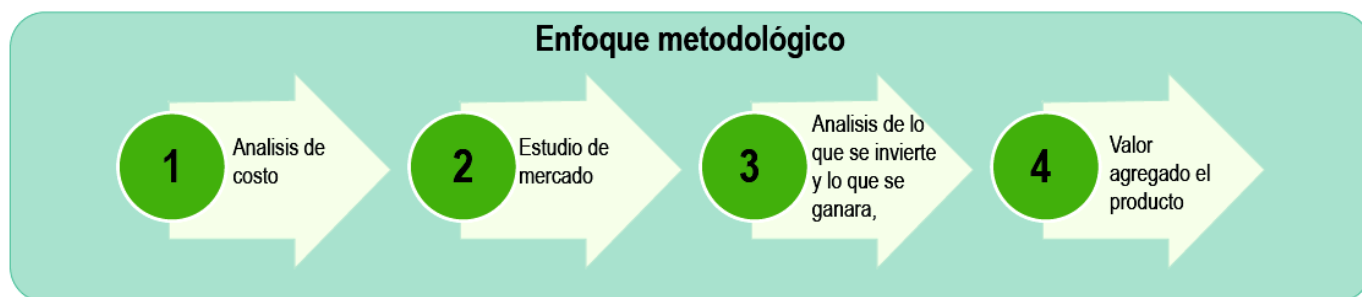 Enfoque metodológico
1
Analisis de
costo
2
Estudio de
mercado
3
Analisis de lo
que se invierte
y lo que se
ganara,
4
Valor
agregado el
producto